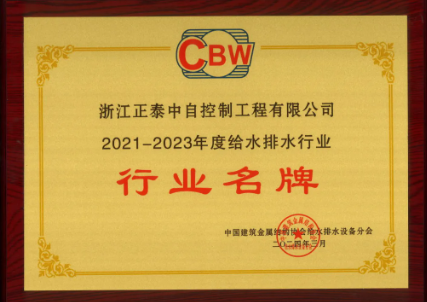 CBW
浙江正泰中自控制工程有限公司
2021-2023年度给水排水行业
行业名牌
中国建筑金属结构协会给水排水设备分会
二〇二四年三月